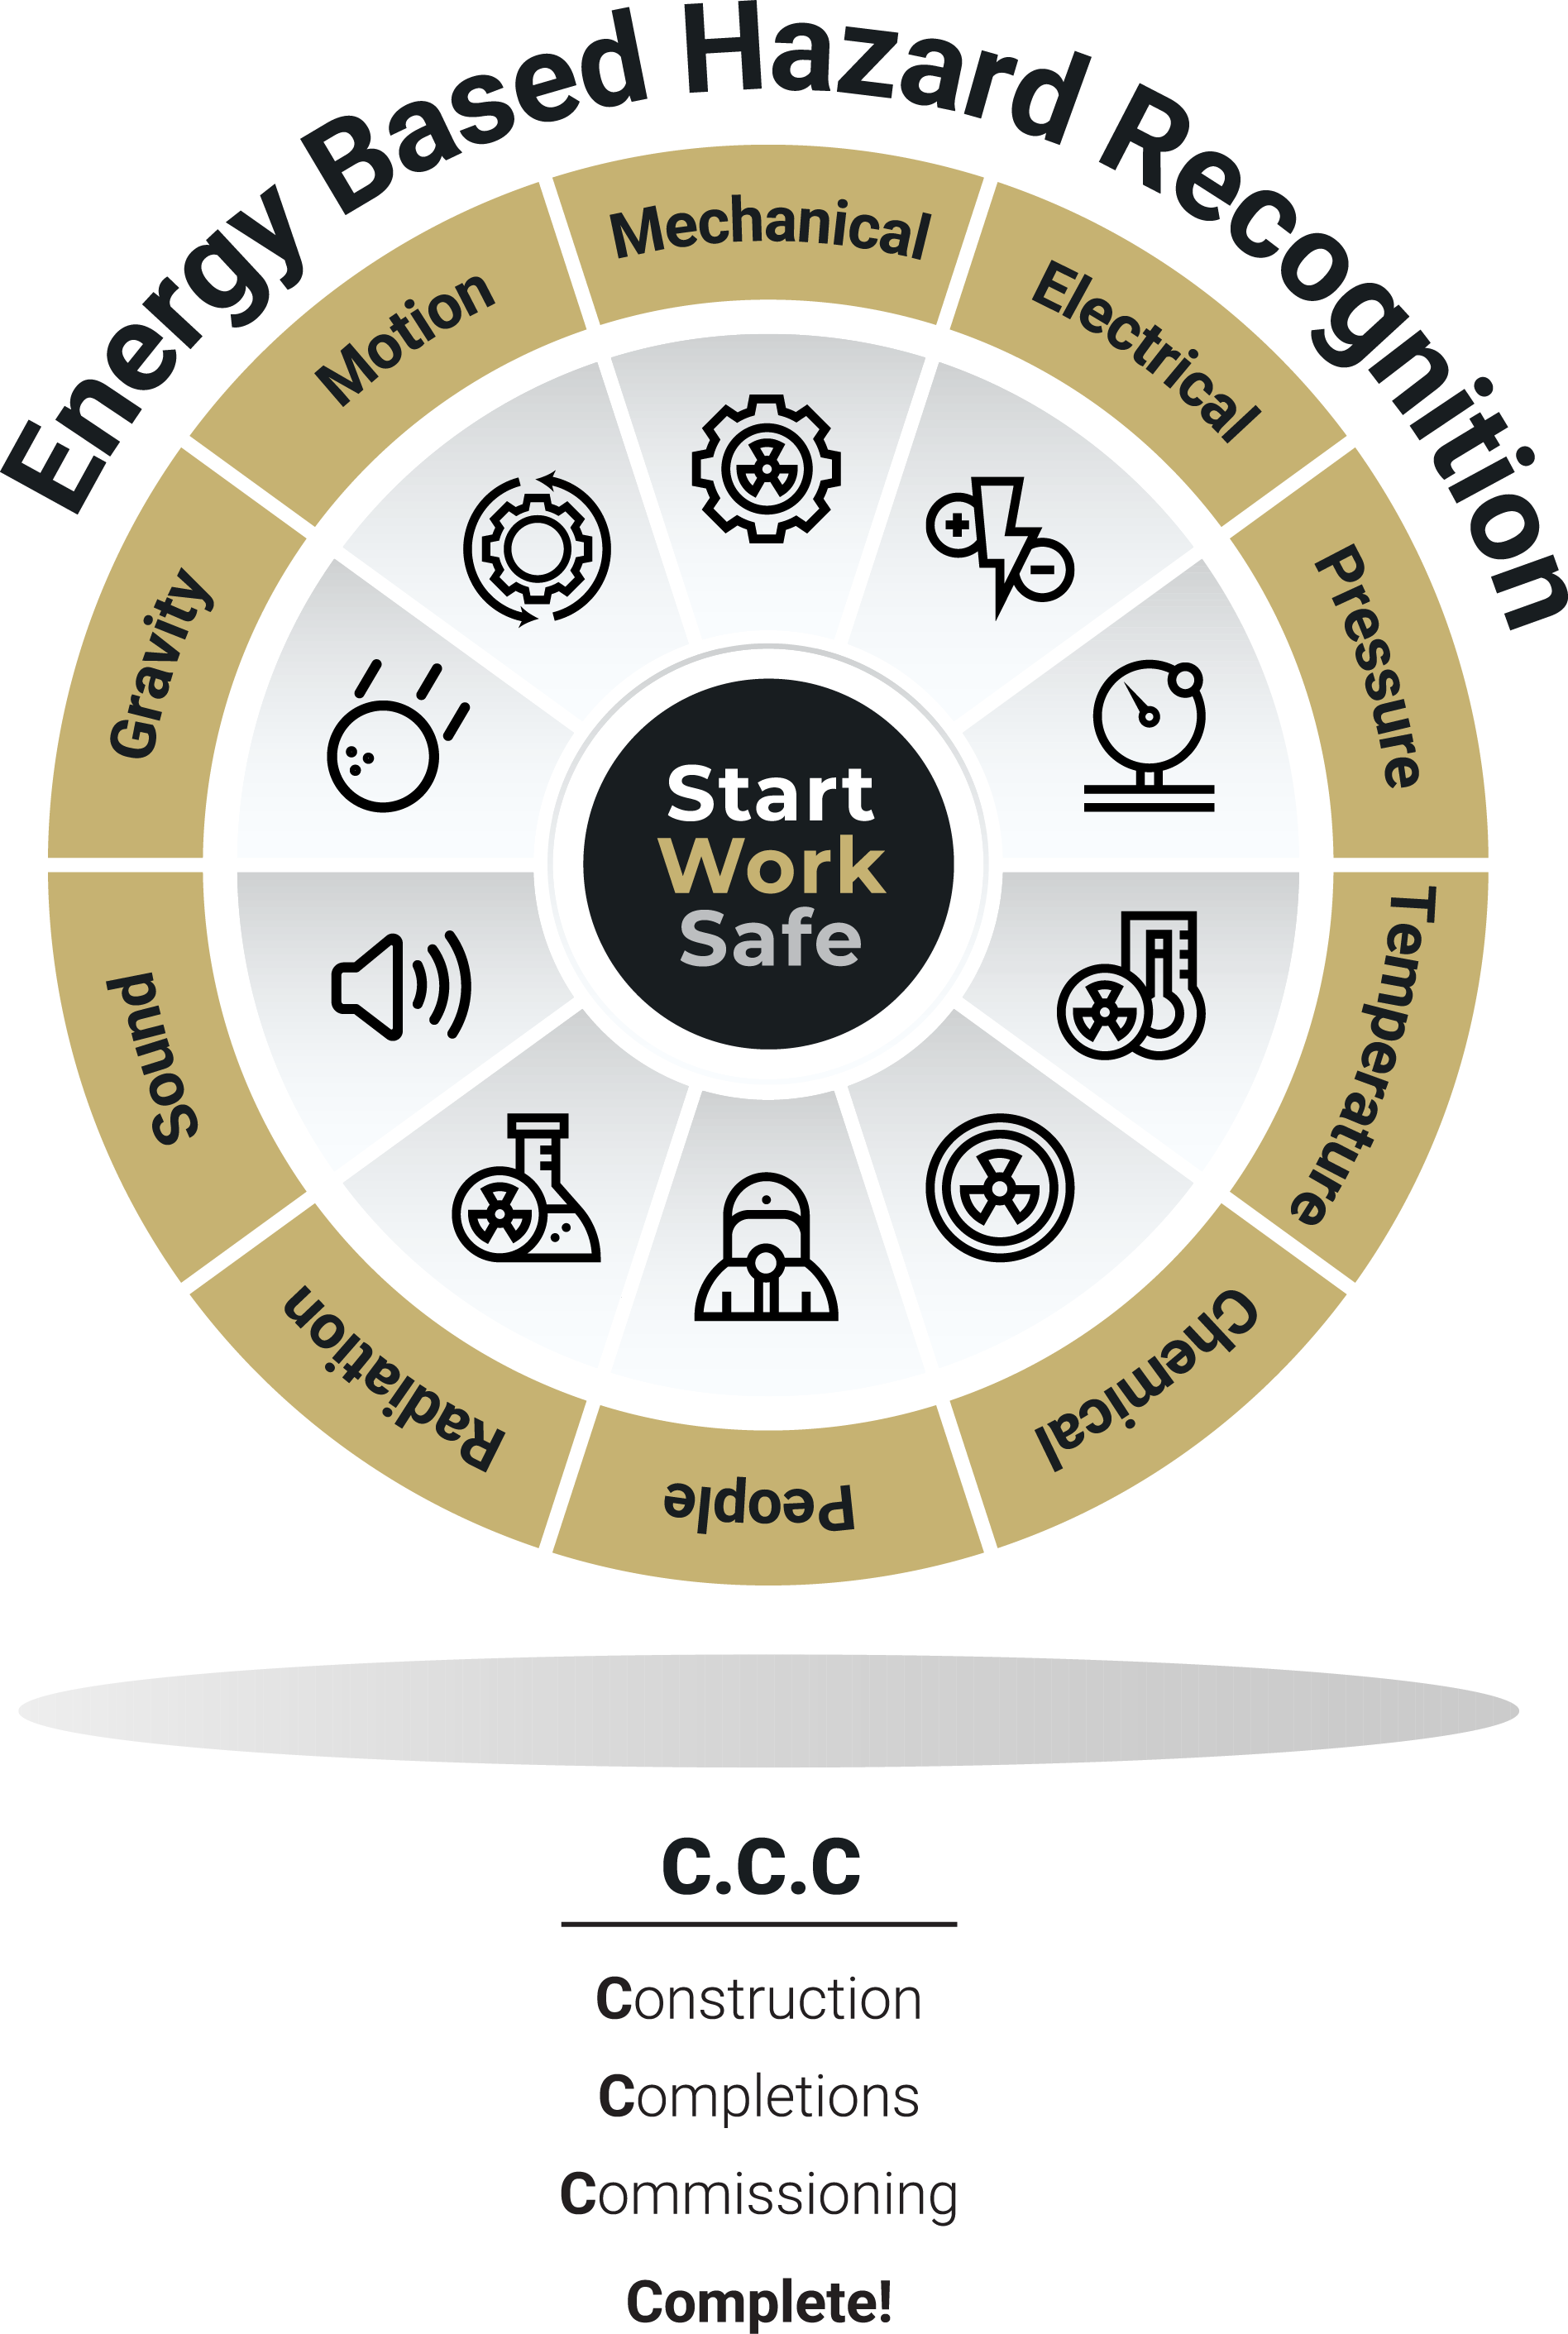 Energy Based Hazard Recognition
Mechanical
Electrical
Pressure
Temperature
Chemical
People
Radiation
Sound
Gravity
Motion
Start
Work
Safe
C.C.C
Construction
Completions
Commissioning
Complete!